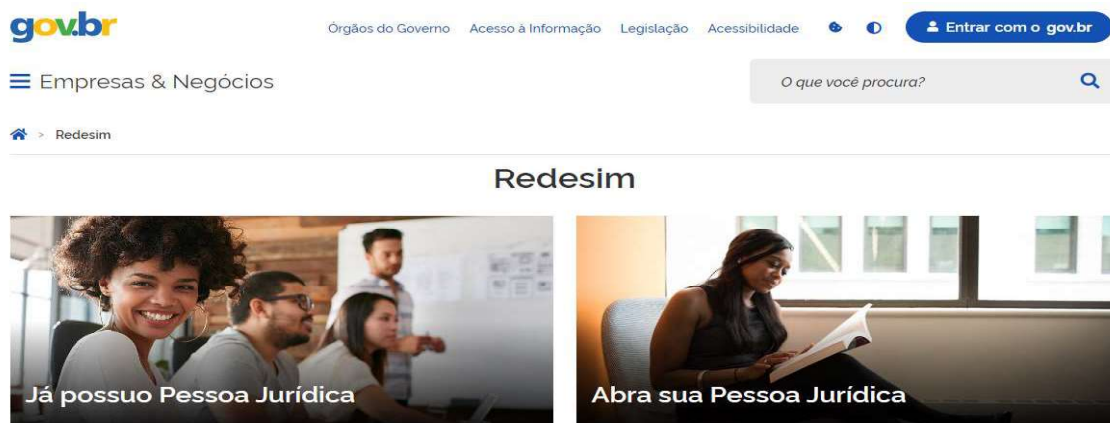 gov.br
Órgãos do Governo Acesso à Informação Legislação Acessibilidade Entrar com o gov.br
Empresas & Negócios
O que você procura?
> Redesim
Redesim
Já possuo Pessoa Jurídica
Abra sua Pessoa Jurídica